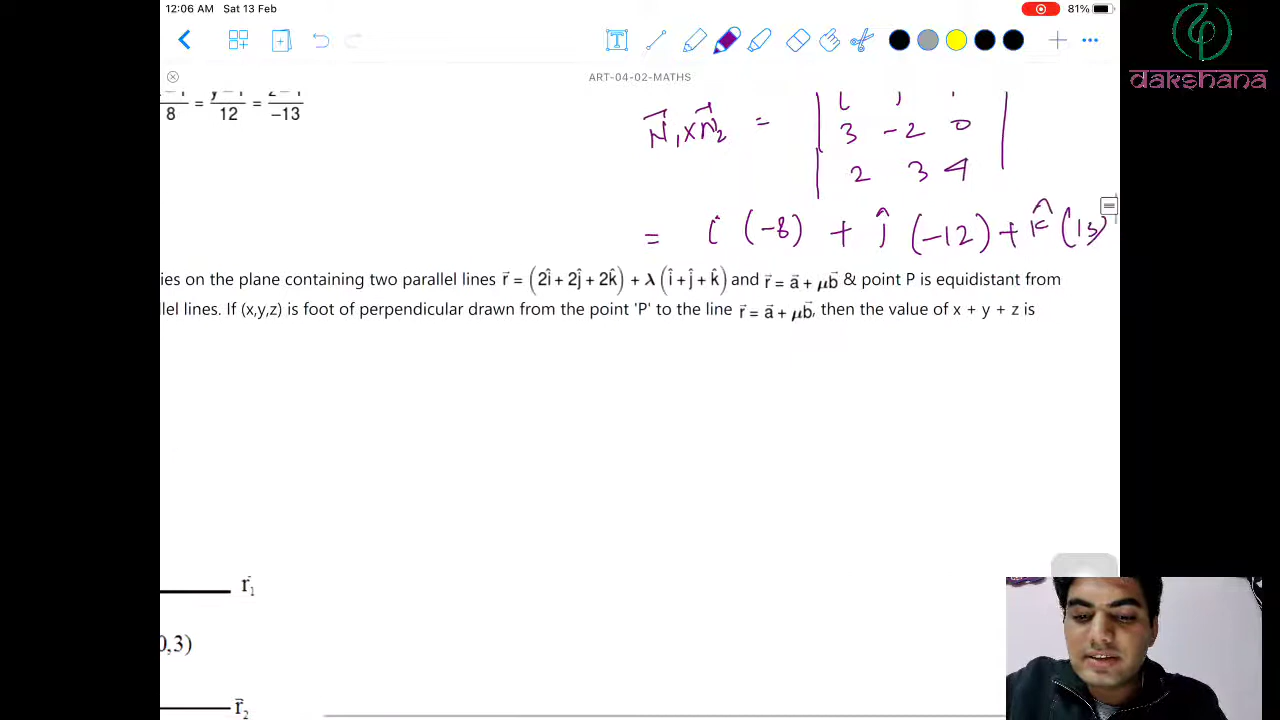 12:06 AM Sat 13 Feb 81%
ART-04-02-MATHS
dakshana
8 = 12 = -13
N⃗₁×n⃗₂ = | 3 -2 0 |
| 2 3 4 |
= î (-8) + ĵ (-12) + k̂ (13)
ies on the plane containing two parallel lines r⃗ = (2î + 2ĵ + 2k̂) + λ (î + ĵ + k̂) and r⃗ = a⃗ + μb⃗ & point P is equidistant from
lel lines. If (x,y,z) is foot of perpendicular drawn from the point 'P' to the line r⃗ = a⃗ + μb⃗, then the value of x + y + z is
r⃗₁
0,3)
r⃗₂